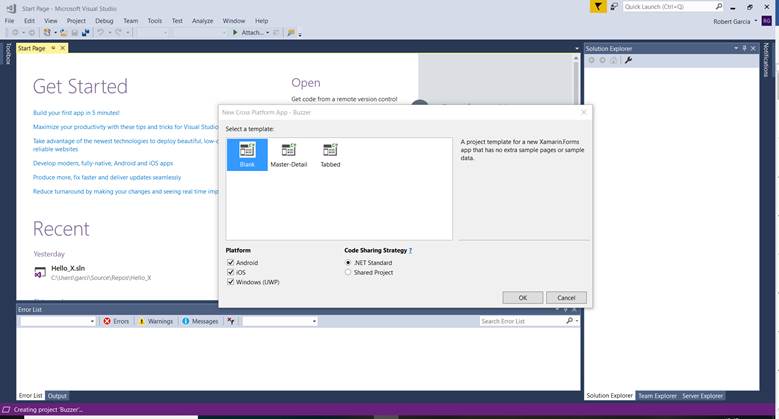 Start Page - Microsoft Visual Studio
Quick Launch (Ctrl+Q)
File Edit View Project Debug Team Tools Test Analyze Window Help
Robert Garcia RG
Attach...
Toolbox
Start Page
Solution Explorer
Notifications
Get Started
Open
Build your first app in 5 minutes!
Get code from a remote version control
Maximize your productivity with these tips and tricks for Visual Studio
New Cross Platform App - Buzzer
Select a template:
Take advantage of the newest technologies to deploy beautiful, low-c
reliable websites
Develop modern, fully-native, Android and iOS apps
Produce more, fix faster and deliver updates seamlessly
Reduce turnaround by making your changes and seeing real time imp
Blank Master-Detail Tabbed
A project template for a new Xamarin.Forms
app that has no extra sample pages or sample
data.
Recent
Yesterday
Hello_X.sln
C:\Users\garci\Source\Repos\Hello_X
Platform
Android
iOS
Windows (UWP)
Code Sharing Strategy ?
.NET Standard
Shared Project
OK Cancel
Error List
Errors Warnings Messages
Search Error List
Error List Output
Solution Explorer Team Explorer Server Explorer
Creating project 'Buzzer'...